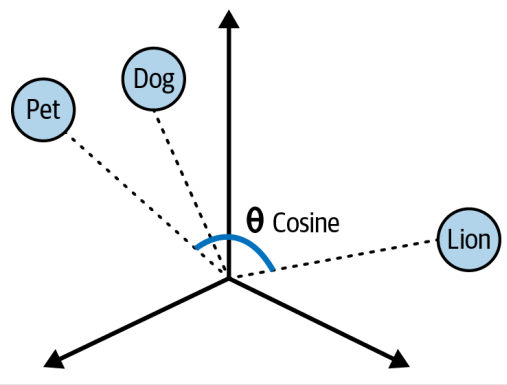 Dog
Pet
θ Cosine
Lion